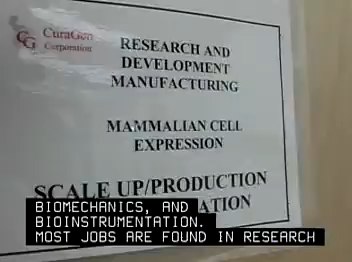 CG CuraGen
Corporation
RESEARCH AND
DEVELOPMENT
MANUFACTURING
MAMMALIAN CELL
EXPRESSION
SCALE UP/PRODUCTION
BIOMECHANICS, AND
BIOINSTRUMENTATION.
MOST JOBS ARE FOUND IN RESEARCH